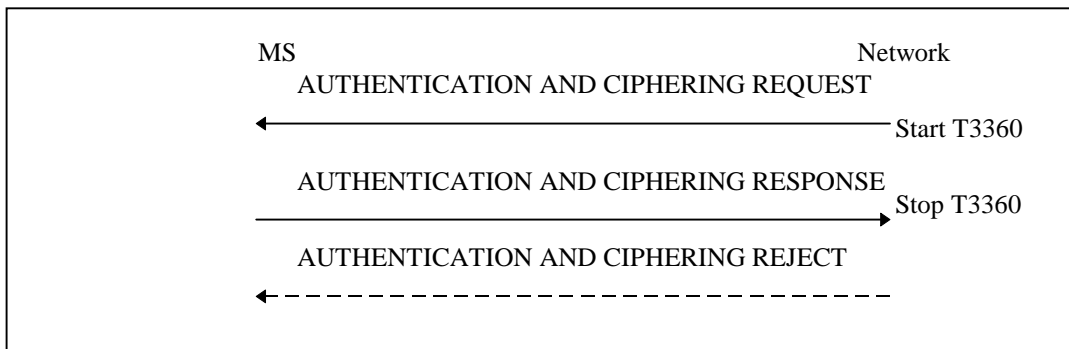 MS Network
AUTHENTICATION AND CIPHERING REQUEST
Start T3360
AUTHENTICATION AND CIPHERING RESPONSE
Stop T3360
AUTHENTICATION AND CIPHERING REJECT